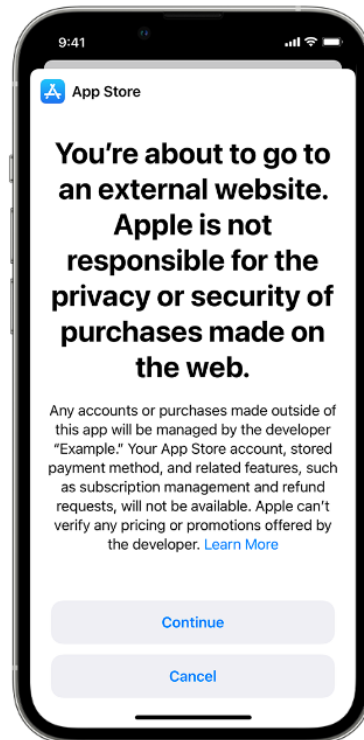 9:41
App Store
You’re about to go to
an external website.
Apple is not
responsible for the
privacy or security of
purchases made on
the web.
Any accounts or purchases made outside of
this app will be managed by the developer
“Example.” Your App Store account, stored
payment method, and related features, such
as subscription management and refund
requests, will not be available. Apple can’t
verify any pricing or promotions offered by
the developer. Learn More
Continue
Cancel